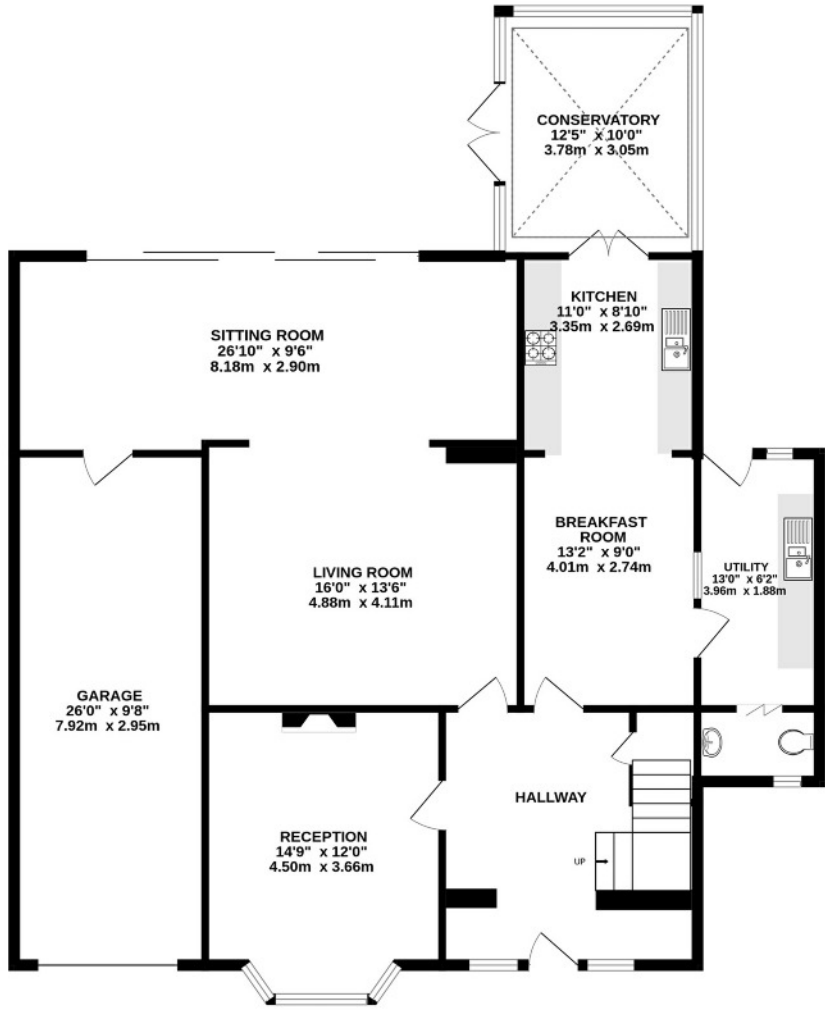 CONSERVATORY
12'5" x 10'0"
3.78m x 3.05m
KITCHEN
11'0" x 8'10"
3.35m x 2.69m
SITTING ROOM
26'10" x 9'6"
8.18m x 2.90m
BREAKFAST
ROOM
13'2" x 9'0"
4.01m x 2.74m
UTILITY
13'0" x 6'2"
3.96m x 1.88m
LIVING ROOM
16'0" x 13'6"
4.88m x 4.11m
GARAGE
26'0" x 9'8"
7.92m x 2.95m
HALLWAY
RECEPTION
14'9" x 12'0"
4.50m x 3.66m
UP